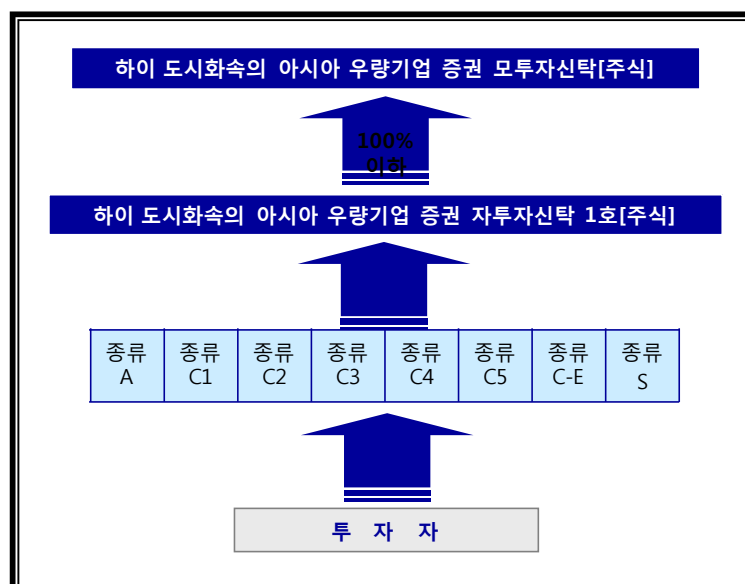 하이 도시화속의 아시아 우량기업 증권 모투자신탁[주식]
100%
이하
하이 도시화속의 아시아 우량기업 증권 자투자신탁 1호[주식]
종류 종류 종류 종류 종류 종류 종류 종류
A C1 C2 C3 C4 C5 C-E S
투 자 자